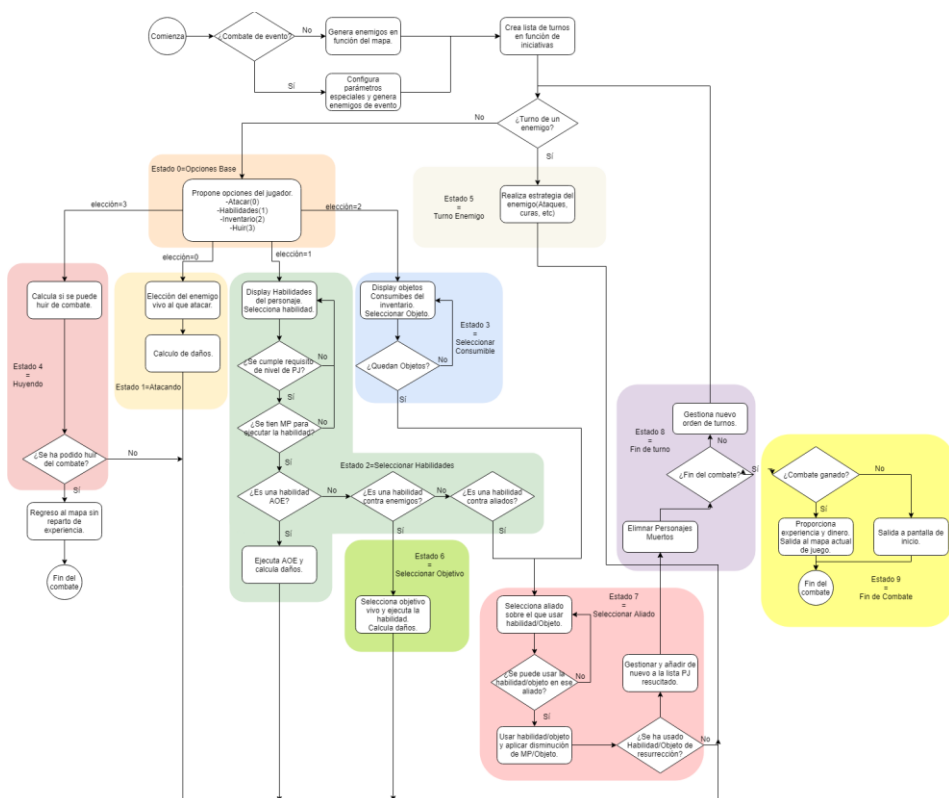 Comienza
¿Combate de evento?
No
Genera enemigos en
función del mapa.
Crea lista de turnos
en función de
iniciativas
Sí
Configura
parámetros
especiales y genera
enemigos de evento
¿Turno de un
enemigo?
No
Sí
Estado 0=Opciones Base
Propone opciones del jugador.
-Atacar(0)
-Habilidades(1)
-Inventario(2)
-Huir(3)
elección=3
elección=2
elección=0
elección=1
Estado 5
=
Turno Enemigo
Realiza estrategia del
enemigo(Ataques,
curas, etc)
Calcula si se puede
huir de combate.
Estado 4
=
Huyendo
¿Se ha podido huir
del combate?
No
Sí
Regreso al mapa sin
reparto de
experiencia.
Fin del
combate
Elección del enemigo
vivo al que atacar.
Calculo de daños.
Estado 1=Atacando
Display Habilidades
del personaje.
Selecciona habilidad.
¿Se cumple requisito
de nivel de PJ?
No
Sí
¿Se tien MP para
ejecutar la habilidad?
No
Sí
Estado 2=Seleccionar Habilidades
¿Es una habilidad
AOE?
No
¿Es una habilidad
contra enemigos?
No
¿Es una habilidad
contra aliados?
Sí
Sí
Sí
Ejecuta AOE y
calcula daños.
Display objetos
Consumibes del
inventario.
Seleccionar Objeto.
Estado 3
=
Seleccionar
Consumible
¿Quedan Objetos?
No
Sí
Estado 6
=
Seleccionar Objetivo
Selecciona objetivo
vivo y ejecuta la
habilidad.
Calcula daños.
Estado 7
=
Seleccionar Aliado
Selecciona aliado
sobre el que usar
habilidad/Objeto.
¿Se puede usar la
habilidad/objeto en ese
aliado?
No
Sí
Usar habilidad/objeto
y aplicar disminución
de MP/Objeto.
¿Se ha usado
Habilidad/Objeto de
resurrección?
No
Sí
Gestionar y añadir de
nuevo a la lista PJ
resucitado.
Estado 8
=
Fin de turno
Gestiona nuevo
orden de turnos.
No
¿Fin del combate?
Sí
Elimnar Personajes
Muertos
¿Combate ganado?
No
Sí
Proporciona
experiencia y dinero.
Salida al mapa actual
de juego.
Salida a pantalla de
inicio.
Fin del
combate
Estado 9
=
Fin de Combate